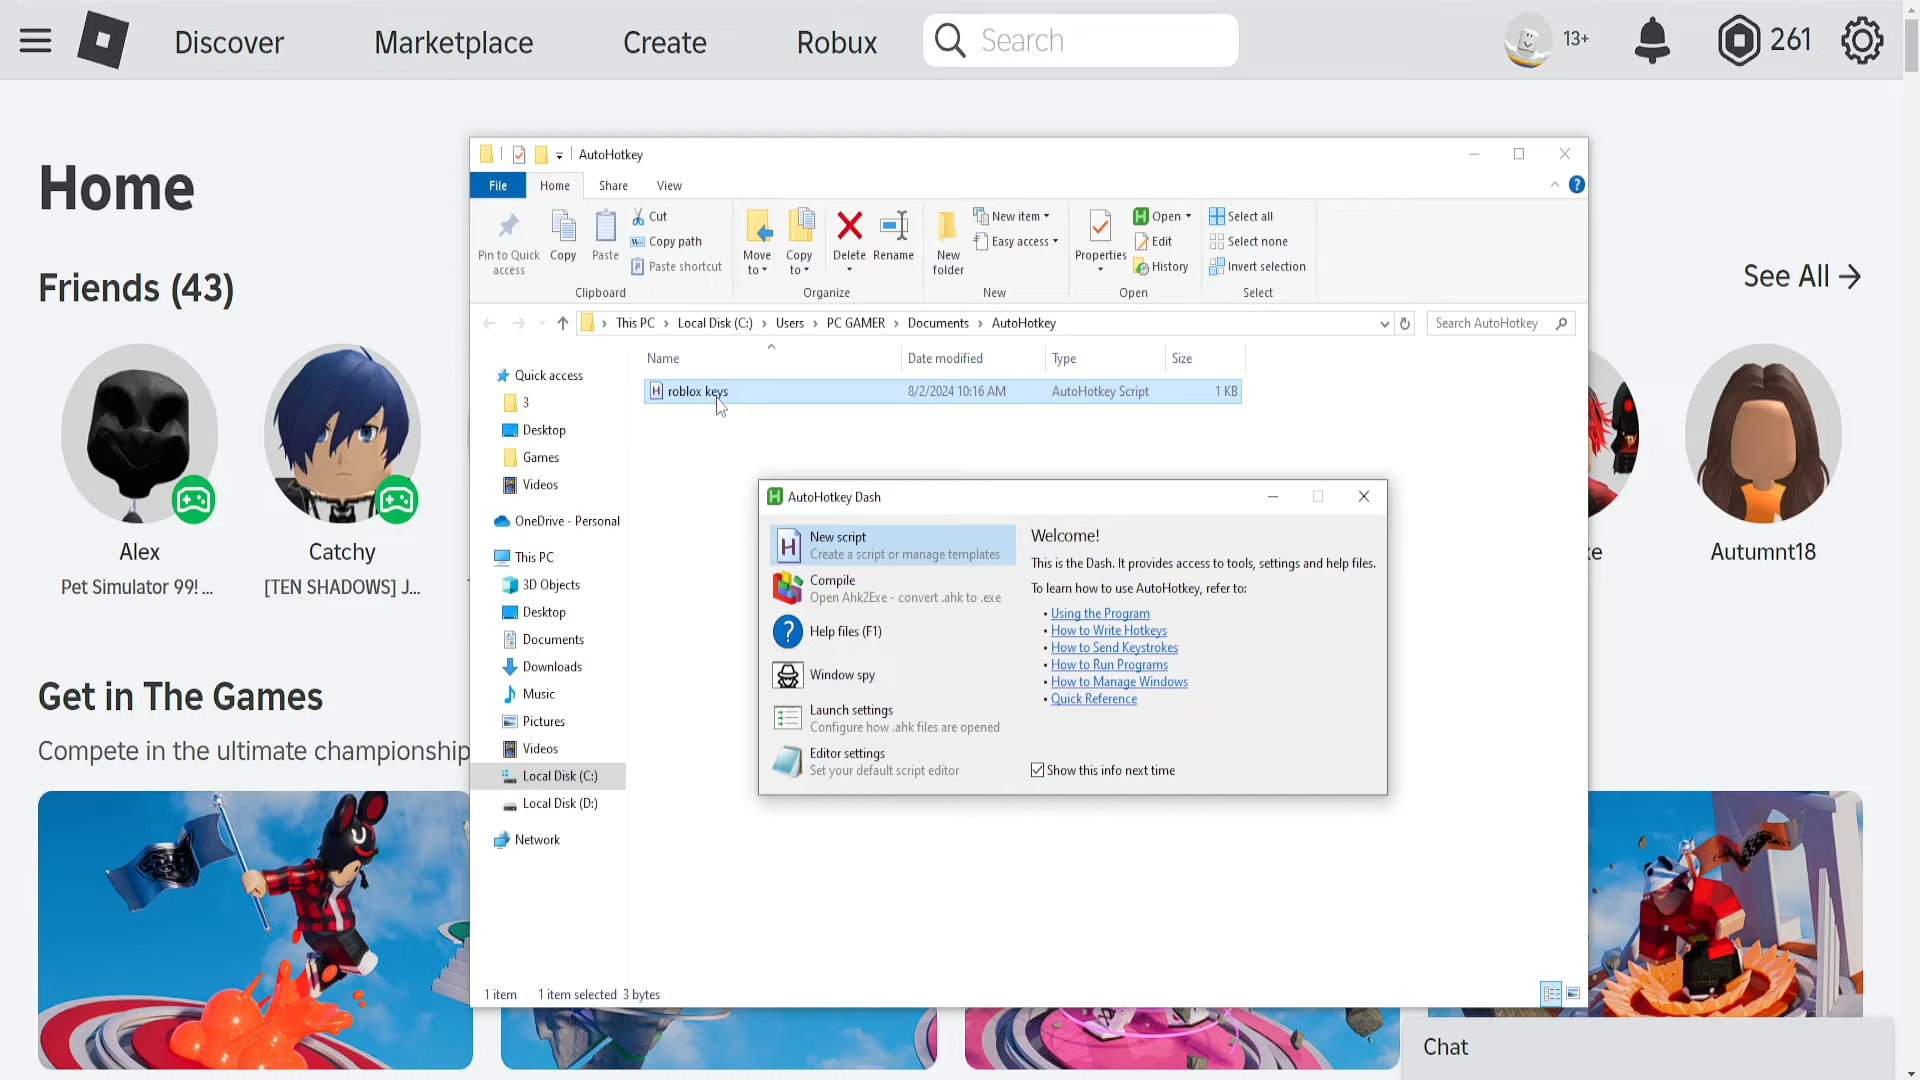 Discover
Marketplace
Create
Robux
Search
13+
261
Home
Friends (43)
See All
Alex
Pet Simulator 99! ...
Catchy
[TEN SHADOWS] J...
Autumnt18
Get in The Games
Compete in the ultimate championship
Chat
AutoHotkey
File
Home
Share
View
Pin to Quick
access
Copy
Paste
Cut
Copy path
Paste shortcut
Clipboard
Move
to
Copy
to
Delete
Rename
Organize
New
folder
New item
Easy access
New
Properties
Open
Edit
History
Open
Select all
Select none
Invert selection
Select
This PC
Local Disk (C:)
Users
PC GAMER
Documents
AutoHotkey
Search AutoHotkey
Name
Date modified
Type
Size
roblox keys
8/2/2024 10:16 AM
AutoHotkey Script
1 KB
Quick access
3
Desktop
Games
Videos
OneDrive - Personal
This PC
3D Objects
Desktop
Documents
Downloads
Music
Pictures
Videos
Local Disk (C:)
Local Disk (D:)
Network
1 item
1 item selected 3 bytes
AutoHotkey Dash
New script
Create a script or manage templates
Compile
Open Ahk2Exe - convert .ahk to .exe
Help files (F1)
Window spy
Launch settings
Configure how .ahk files are opened
Editor settings
Set your default script editor
Welcome!
This is the Dash. It provides access to tools, settings and help files.
To learn how to use AutoHotkey, refer to:
• Using the Program
• How to Write Hotkeys
• How to Send Keystrokes
• How to Run Programs
• How to Manage Windows
• Quick Reference
Show this info next time